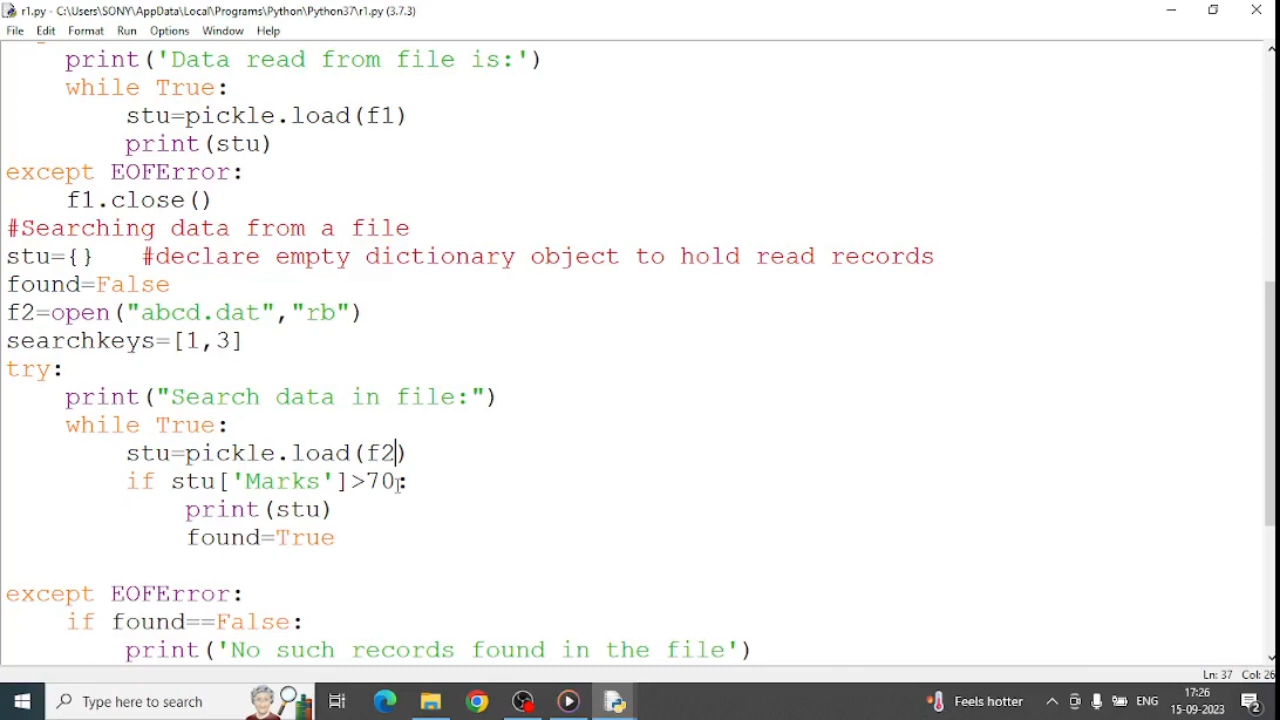 r1.py - C:\Users\SONY\AppData\Local\Programs\Python\Python37\r1.py (3.7.3)
File Edit Format Run Options Window Help
print('Data read from file is:')
while True:
stu=pickle.load(f1)
print(stu)
except EOFError:
f1.close()
#Searching data from a file
stu={} #declare empty dictionary object to hold read records
found=False
f2=open("abcd.dat","rb")
searchkeys=[1,3]
try:
print("Search data in file:")
while True:
stu=pickle.load(f2)
if stu['Marks']>70:
print(stu)
found=True
except EOFError:
if found==False:
print('No such records found in the file')
Ln: 37 Col: 26
Type here to search
Feels hotter
ENG
17:26
15-09-2023
2